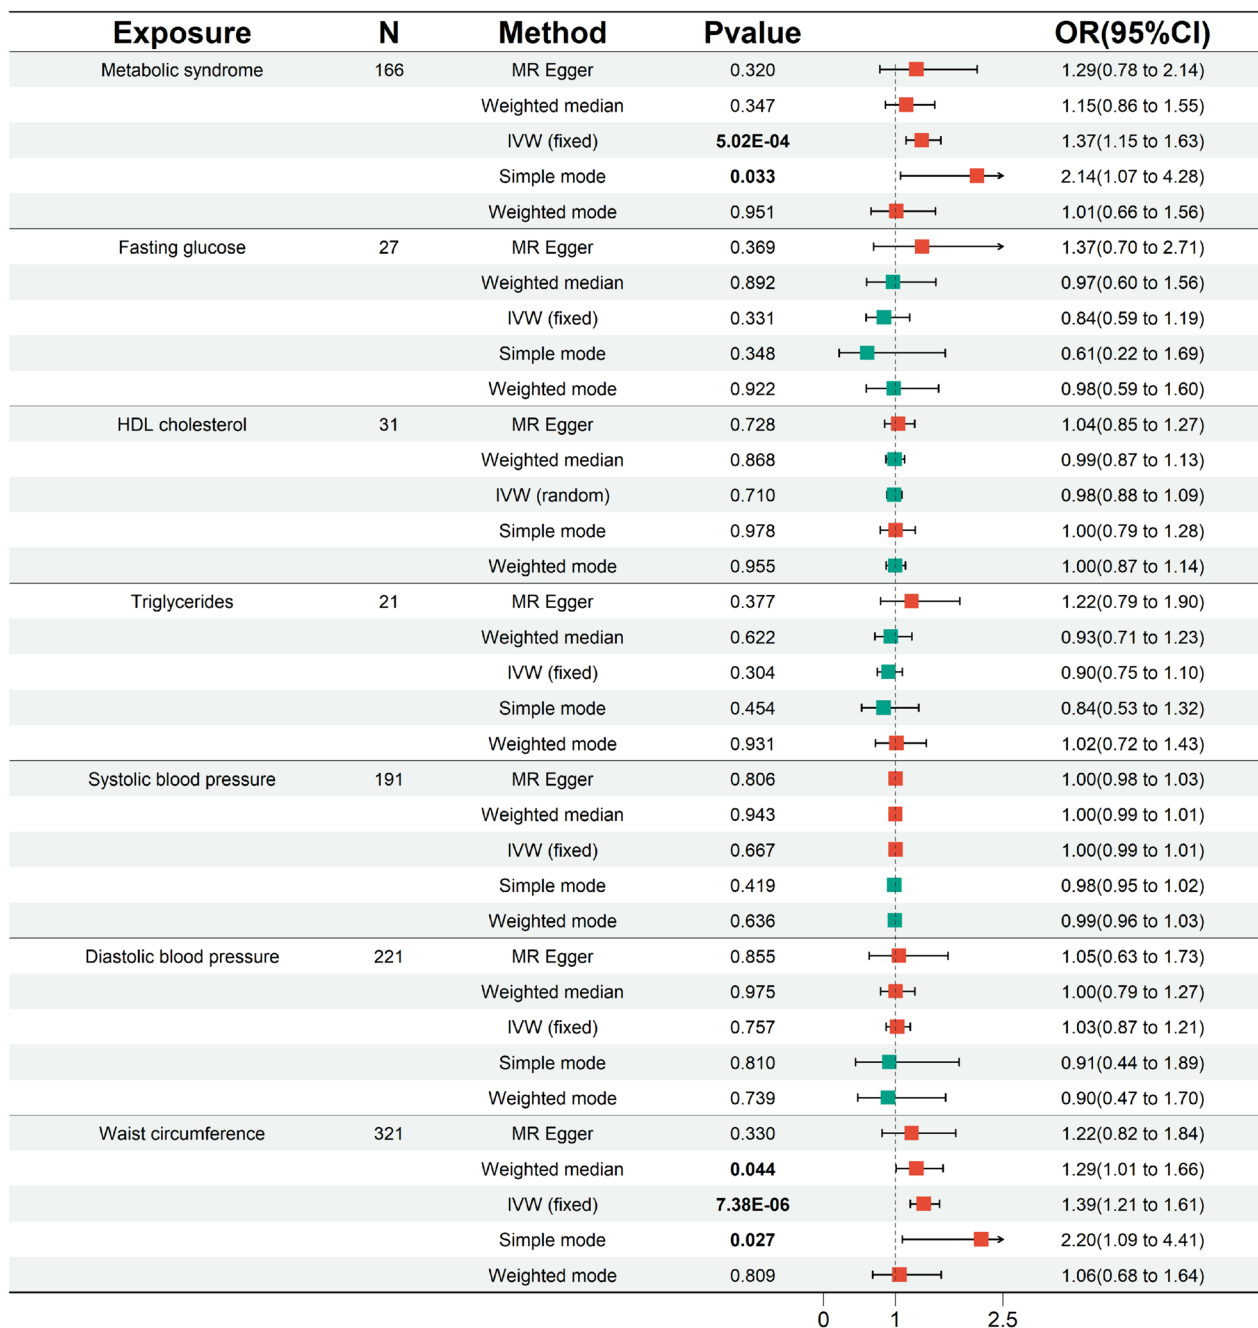 Exposure N Method Pvalue OR(95%CI)
Metabolic syndrome 166 MR Egger 0.320 1.29(0.78 to 2.14)
Weighted median 0.347 1.15(0.86 to 1.55)
IVW (fixed) 5.02E-04 1.37(1.15 to 1.63)
Simple mode 0.033 2.14(1.07 to 4.28)
Weighted mode 0.951 1.01(0.66 to 1.56)
Fasting glucose 27 MR Egger 0.369 1.37(0.70 to 2.71)
Weighted median 0.892 0.97(0.60 to 1.56)
IVW (fixed) 0.331 0.84(0.59 to 1.19)
Simple mode 0.348 0.61(0.22 to 1.69)
Weighted mode 0.922 0.98(0.59 to 1.60)
HDL cholesterol 31 MR Egger 0.728 1.04(0.85 to 1.27)
Weighted median 0.868 0.99(0.87 to 1.13)
IVW (random) 0.710 0.98(0.88 to 1.09)
Simple mode 0.978 1.00(0.79 to 1.28)
Weighted mode 0.955 1.00(0.87 to 1.14)
Triglycerides 21 MR Egger 0.377 1.22(0.79 to 1.90)
Weighted median 0.622 0.93(0.71 to 1.23)
IVW (fixed) 0.304 0.90(0.75 to 1.10)
Simple mode 0.454 0.84(0.53 to 1.32)
Weighted mode 0.931 1.02(0.72 to 1.43)
Systolic blood pressure 191 MR Egger 0.806 1.00(0.98 to 1.03)
Weighted median 0.943 1.00(0.99 to 1.01)
IVW (fixed) 0.667 1.00(0.99 to 1.01)
Simple mode 0.419 0.98(0.95 to 1.02)
Weighted mode 0.636 0.99(0.96 to 1.03)
Diastolic blood pressure 221 MR Egger 0.855 1.05(0.63 to 1.73)
Weighted median 0.975 1.00(0.79 to 1.27)
IVW (fixed) 0.757 1.03(0.87 to 1.21)
Simple mode 0.810 0.91(0.44 to 1.89)
Weighted mode 0.739 0.90(0.47 to 1.70)
Waist circumference 321 MR Egger 0.330 1.22(0.82 to 1.84)
Weighted median 0.044 1.29(1.01 to 1.66)
IVW (fixed) 7.38E-06 1.39(1.21 to 1.61)
Simple mode 0.027 2.20(1.09 to 4.41)
Weighted mode 0.809 1.06(0.68 to 1.64)
0 1 2.5